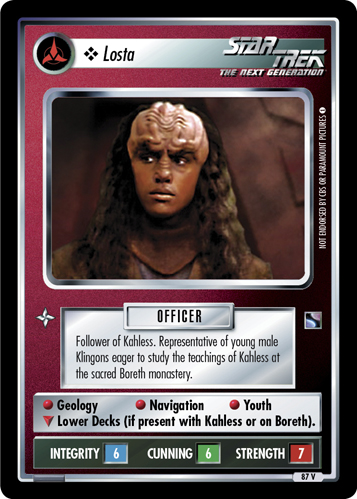 ❖ Losta
STAR TREK
THE NEXT GENERATION
NOT ENDORSED BY CBS OR PARAMOUNT PICTURES
OFFICER
Follower of Kahless. Representative of young male
Klingons eager to study the teachings of Kahless at
the sacred Boreth monastery.
Geology Navigation Youth
Lower Decks (if present with Kahless or on Boreth).
INTEGRITY 6 CUNNING 6 STRENGTH 7
87 V